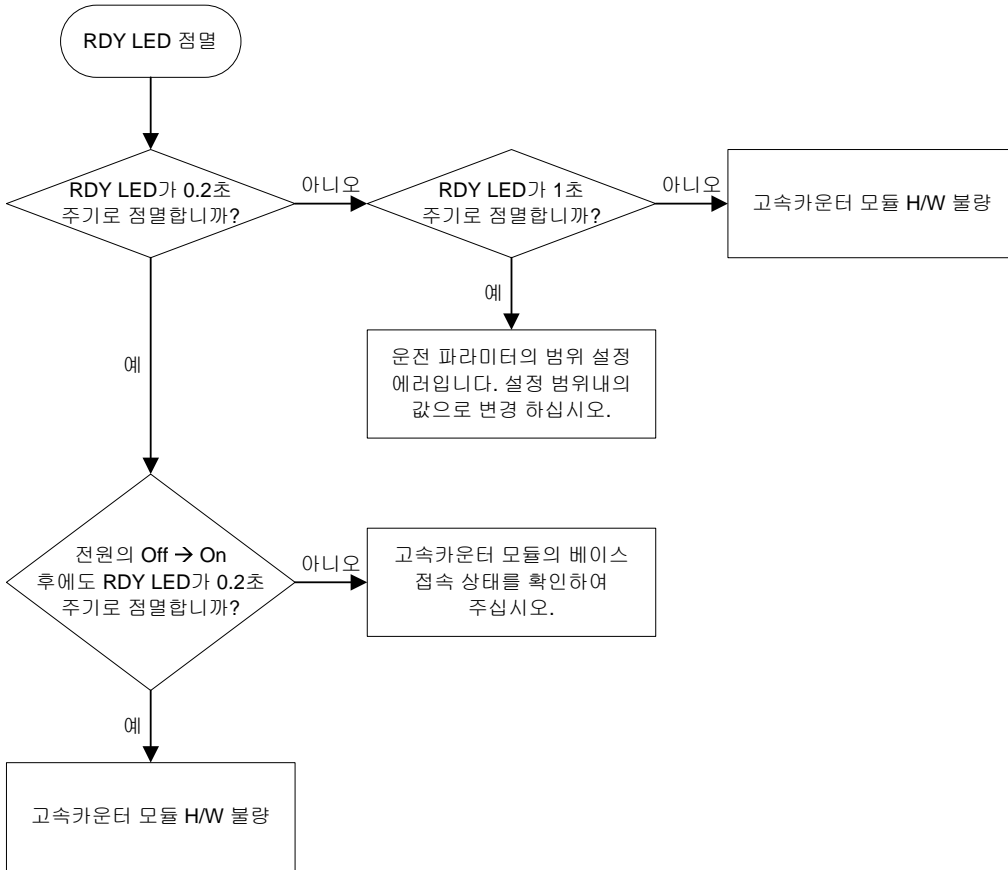 RDY LED 점멸
RDY LED가 0.2초
주기로 점멸합니까?
아니오
RDY LED가 1초
주기로 점멸합니까?
아니오
고속카운터 모듈 H/W 불량
예
운전 파라미터의 범위 설정
에러입니다. 설정 범위내의
값으로 변경 하십시오.
예
전원의 Off → On
후에도 RDY LED가 0.2초
주기로 점멸합니까?
아니오
고속카운터 모듈의 베이스
접속 상태를 확인하여
주십시오.
예
고속카운터 모듈 H/W 불량